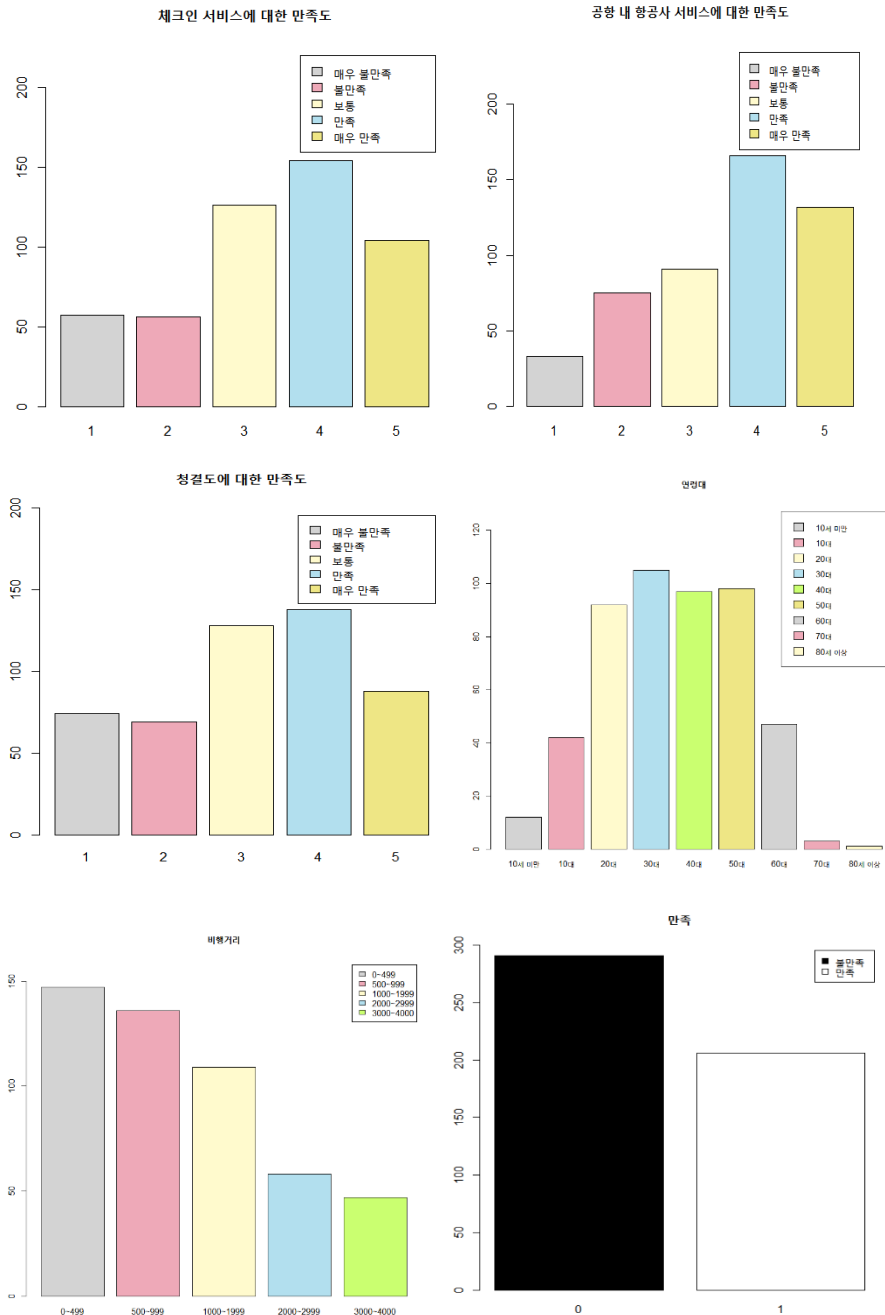 체크인 서비스에 대한 만족도
매우 불만족
불만족
보통
만족
매우 만족
200
150
100
50
0
1 2 3 4 5
공항 내 항공사 서비스에 대한 만족도
매우 불만족
불만족
보통
만족
매우 만족
200
150
100
50
0
1 2 3 4 5
청결도에 대한 만족도
매우 불만족
불만족
보통
만족
매우 만족
200
150
100
50
0
1 2 3 4 5
연령대
10세 미만
10대
20대
30대
40대
50대
60대
70대
80세 이상
120
100
80
60
40
20
0
10세 미만 10대 20대 30대 40대 50대 60대 70대 80세 이상
비행거리
0~499
500~999
1000~1999
2000~2999
3000~4000
150
100
50
0
0~499 500~999 1000~1999 2000~2999 3000~4000
만족
불만족
만족
300
250
200
150
100
50
0
0 1